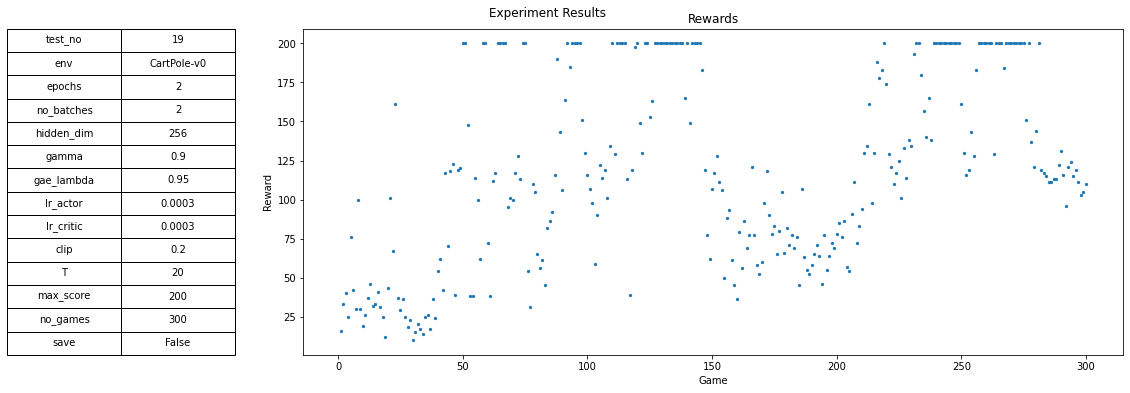 Experiment Results
test_no 19
env CartPole-v0
epochs 2
no_batches 2
hidden_dim 256
gamma 0.9
gae_lambda 0.95
lr_actor 0.0003
lr_critic 0.0003
clip 0.2
T 20
max_score 200
no_games 300
save False
Rewards
Reward
200
175
150
125
100
75
50
25
0 50 100 150 200 250 300
Game